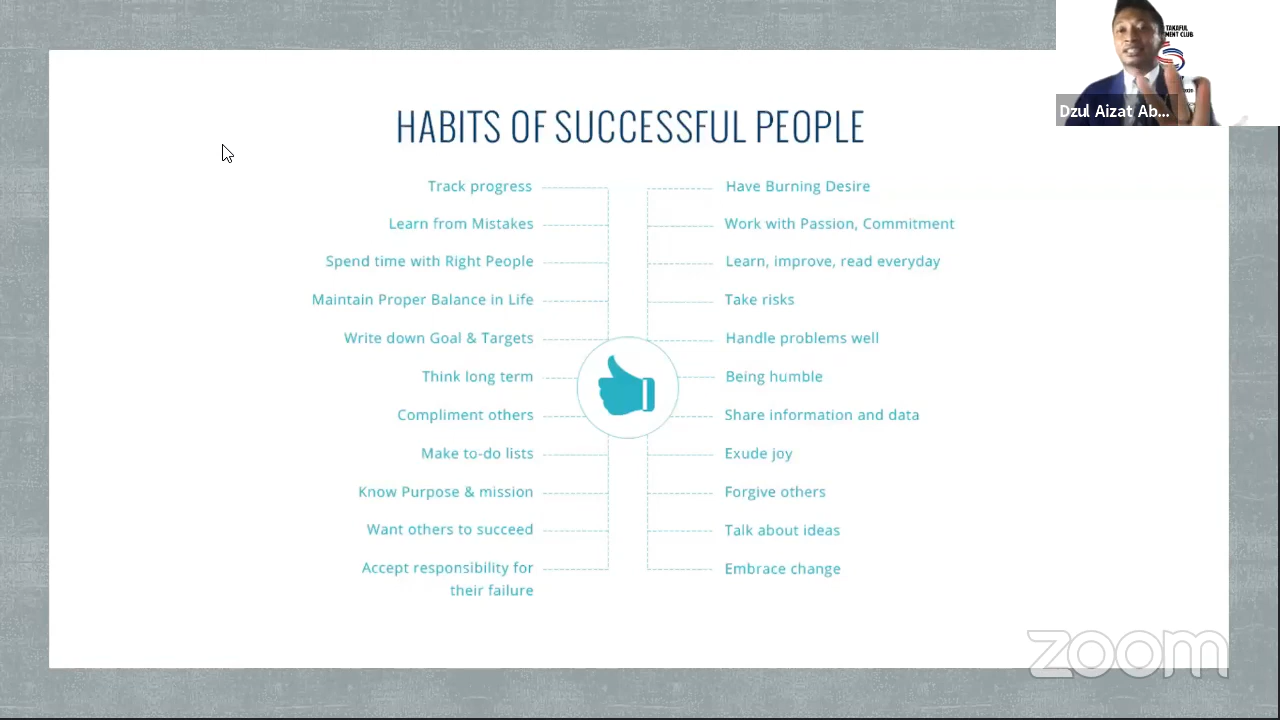 TAKAFUL
MENT CLUB
Dzul Aizat Ab...
HABITS OF SUCCESSFUL PEOPLE
Track progress
Learn from Mistakes
Spend time with Right People
Maintain Proper Balance in Life
Write down Goal & Targets
Think long term
Compliment others
Make to-do lists
Know Purpose & mission
Want others to succeed
Accept responsibility for
their failure
Have Burning Desire
Work with Passion, Commitment
Learn, improve, read everyday
Take risks
Handle problems well
Being humble
Share information and data
Exude joy
Forgive others
Talk about ideas
Embrace change
zoom